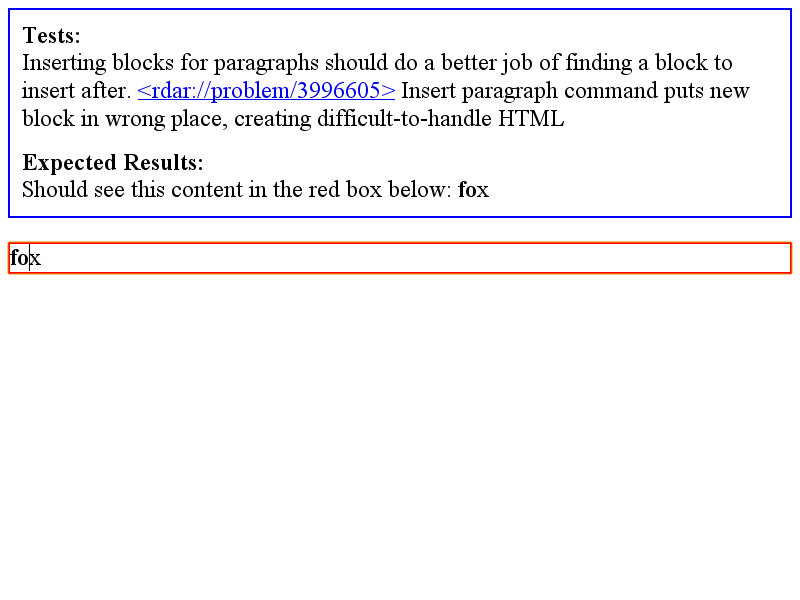 Tests:
Inserting blocks for paragraphs should do a better job of finding a block to
insert after. <rdar://problem/3996605> Insert paragraph command puts new
block in wrong place, creating difficult-to-handle HTML
Expected Results:
Should see this content in the red box below: fox
fox